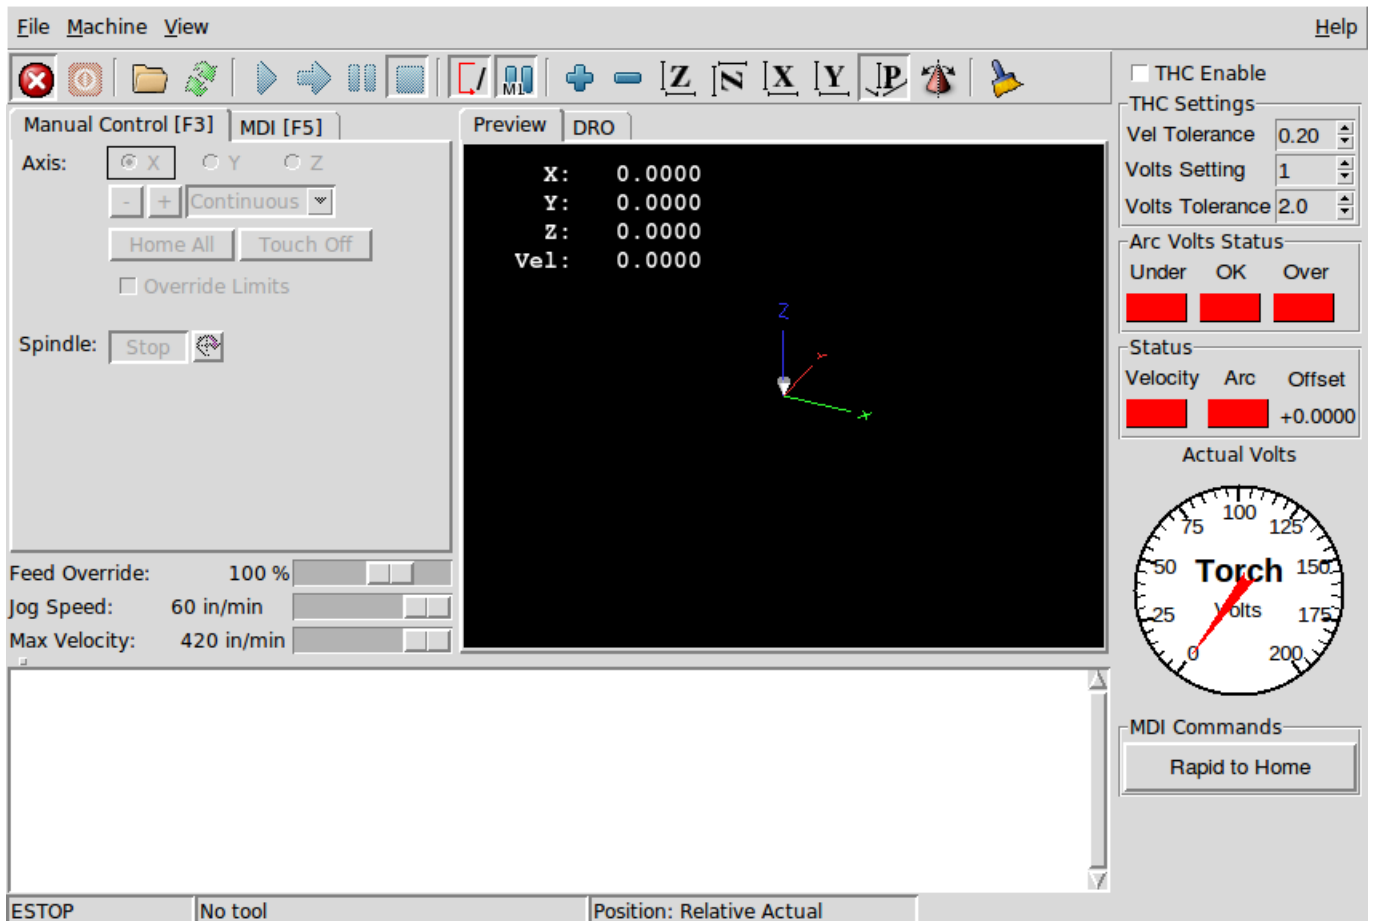 File Machine View Help
M1 Z N X Y P
THC Enable
Manual Control [F3] MDI [F5]
Axis: X Y Z
- + Continuous
Home All Touch Off
Override Limits
Spindle: Stop
Feed Override: 100 %
Jog Speed: 60 in/min
Max Velocity: 420 in/min
Preview DRO
X: 0.0000
Y: 0.0000
Z: 0.0000
Vel: 0.0000
Z
Y
X
THC Settings
Vel Tolerance 0.20
Volts Setting 1
Volts Tolerance 2.0
Arc Volts Status
Under OK Over
Status
Velocity Arc Offset
+0.0000
Actual Volts
0 25 50 75 100 125 150 175 200
Torch
Volts
MDI Commands
Rapid to Home
ESTOP No tool Position: Relative Actual